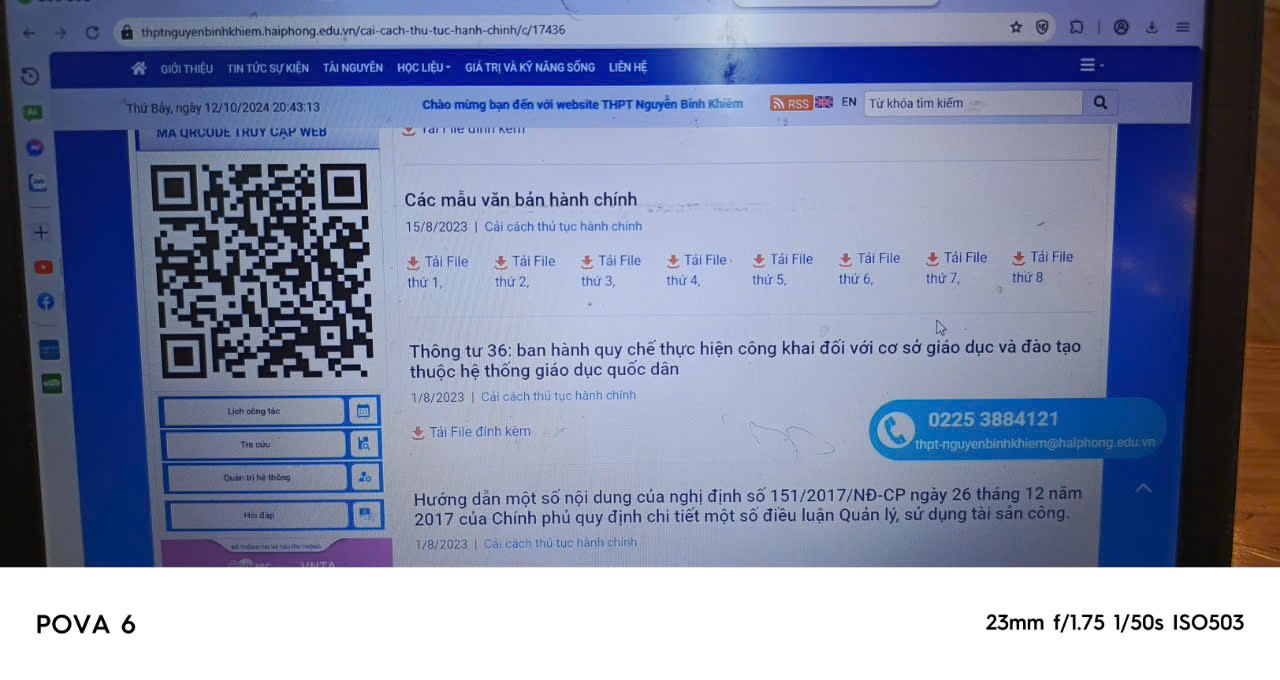 thptnguyenbinhkhiem.haiphong.edu.vn/cai-cach-thu-tuc-hanh-chinh/c/17436
GIỚI THIỆU TIN TỨC SỰ KIỆN TÀI NGUYÊN HỌC LIỆU GIÁ TRỊ VÀ KỸ NĂNG SỐNG LIÊN HỆ
Thứ Bảy, ngày 12/10/2024 20:43:13 Chào mừng bạn đến với website THPT Nguyễn Bỉnh Khiêm RSS EN Từ khóa tìm kiếm
MÃ QRCODE TRUY CẬP WEB
Tải File đính kèm
Các mẫu văn bản hành chính
15/8/2023 | Cải cách thủ tục hành chính
Tải File thứ 1, Tải File thứ 2, Tải File thứ 3, Tải File thứ 4, Tải File thứ 5, Tải File thứ 6, Tải File thứ 7, Tải File thứ 8
Thông tư 36: ban hành quy chế thực hiện công khai đối với cơ sở giáo dục và đào tạo
thuộc hệ thống giáo dục quốc dân
1/8/2023 | Cải cách thủ tục hành chính
Tải File đính kèm
Lịch công tác
Tra cứu
Quản trị hệ thống
Hỏi đáp
0225 3884121
thpt-nguyenbinhkhiem@haiphong.edu.vn
Hướng dẫn một số nội dung của nghị định số 151/2017/NĐ-CP ngày 26 tháng 12 năm
2017 của Chính phủ quy định chi tiết một số điều luận Quản lý, sử dụng tài sản công.
1/8/2023 | Cải cách thủ tục hành chính
BỘ THÔNG TIN VÀ TRUYỀN THÔNG
POVA 6
23mm f/1.75 1/50s ISO503